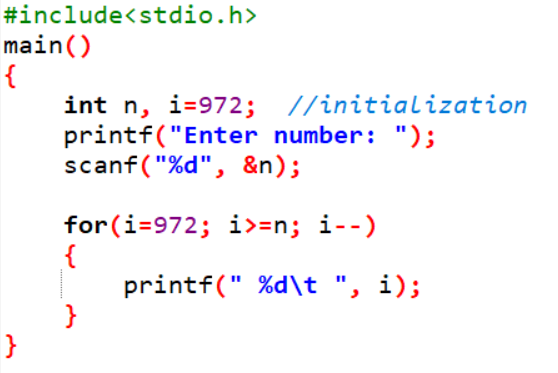 #include<stdio.h>
main()
{
    int n, i=972;  //initialization
    printf("Enter number: ");
    scanf("%d", &n);

    for(i=972; i>=n; i--)
    {
        printf(" %d\t ", i);
    }
}